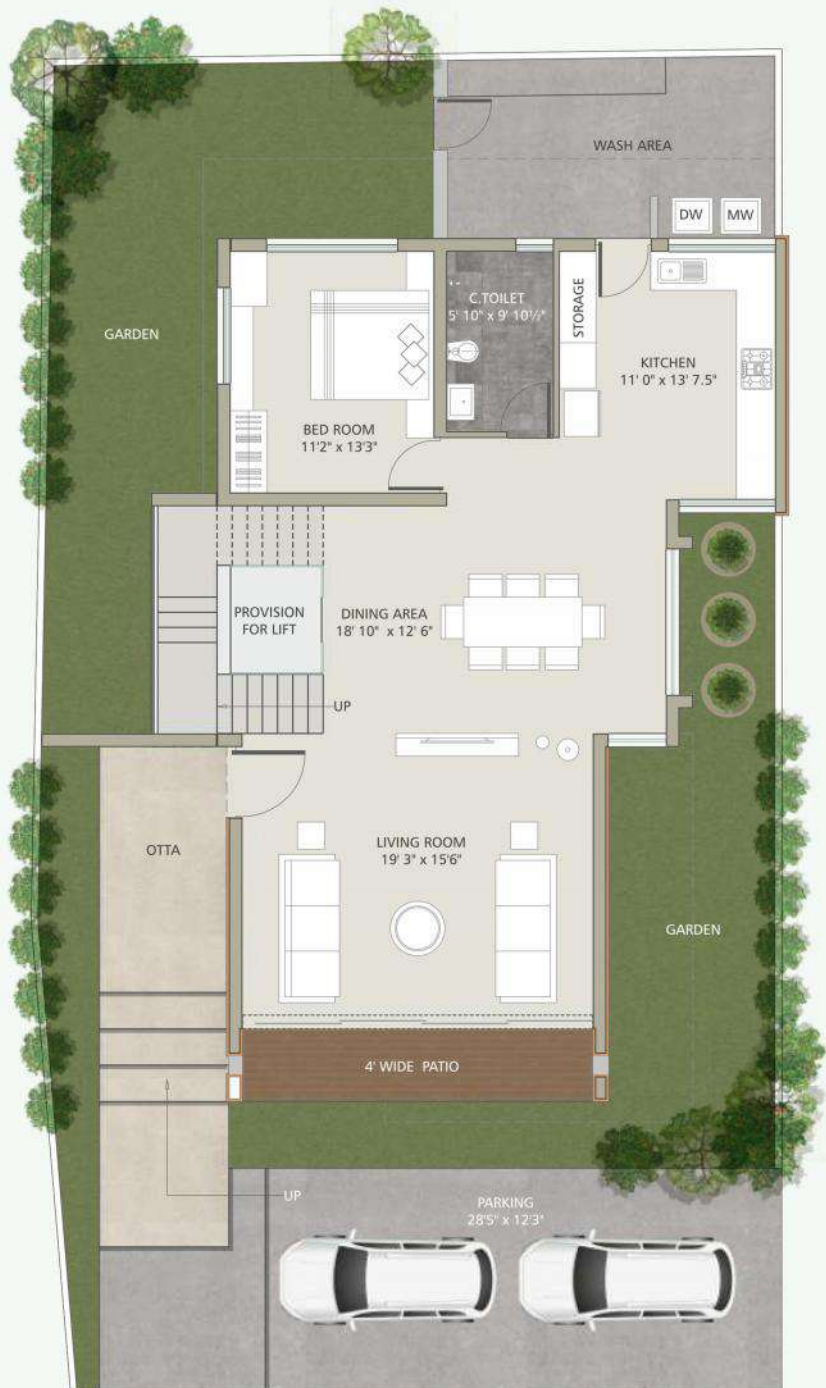 WASH AREA
DW
MW
GARDEN
C.TOILET
5' 10" x 9' 10½"
STORAGE
KITCHEN
11' 0" x 13' 7.5"
BED ROOM
11'2" x 13'3"
PROVISION
FOR LIFT
DINING AREA
18' 10" x 12' 6"
UP
OTTA
LIVING ROOM
19' 3" x 15'6"
GARDEN
4' WIDE PATIO
UP
PARKING
28'5" x 12'3"